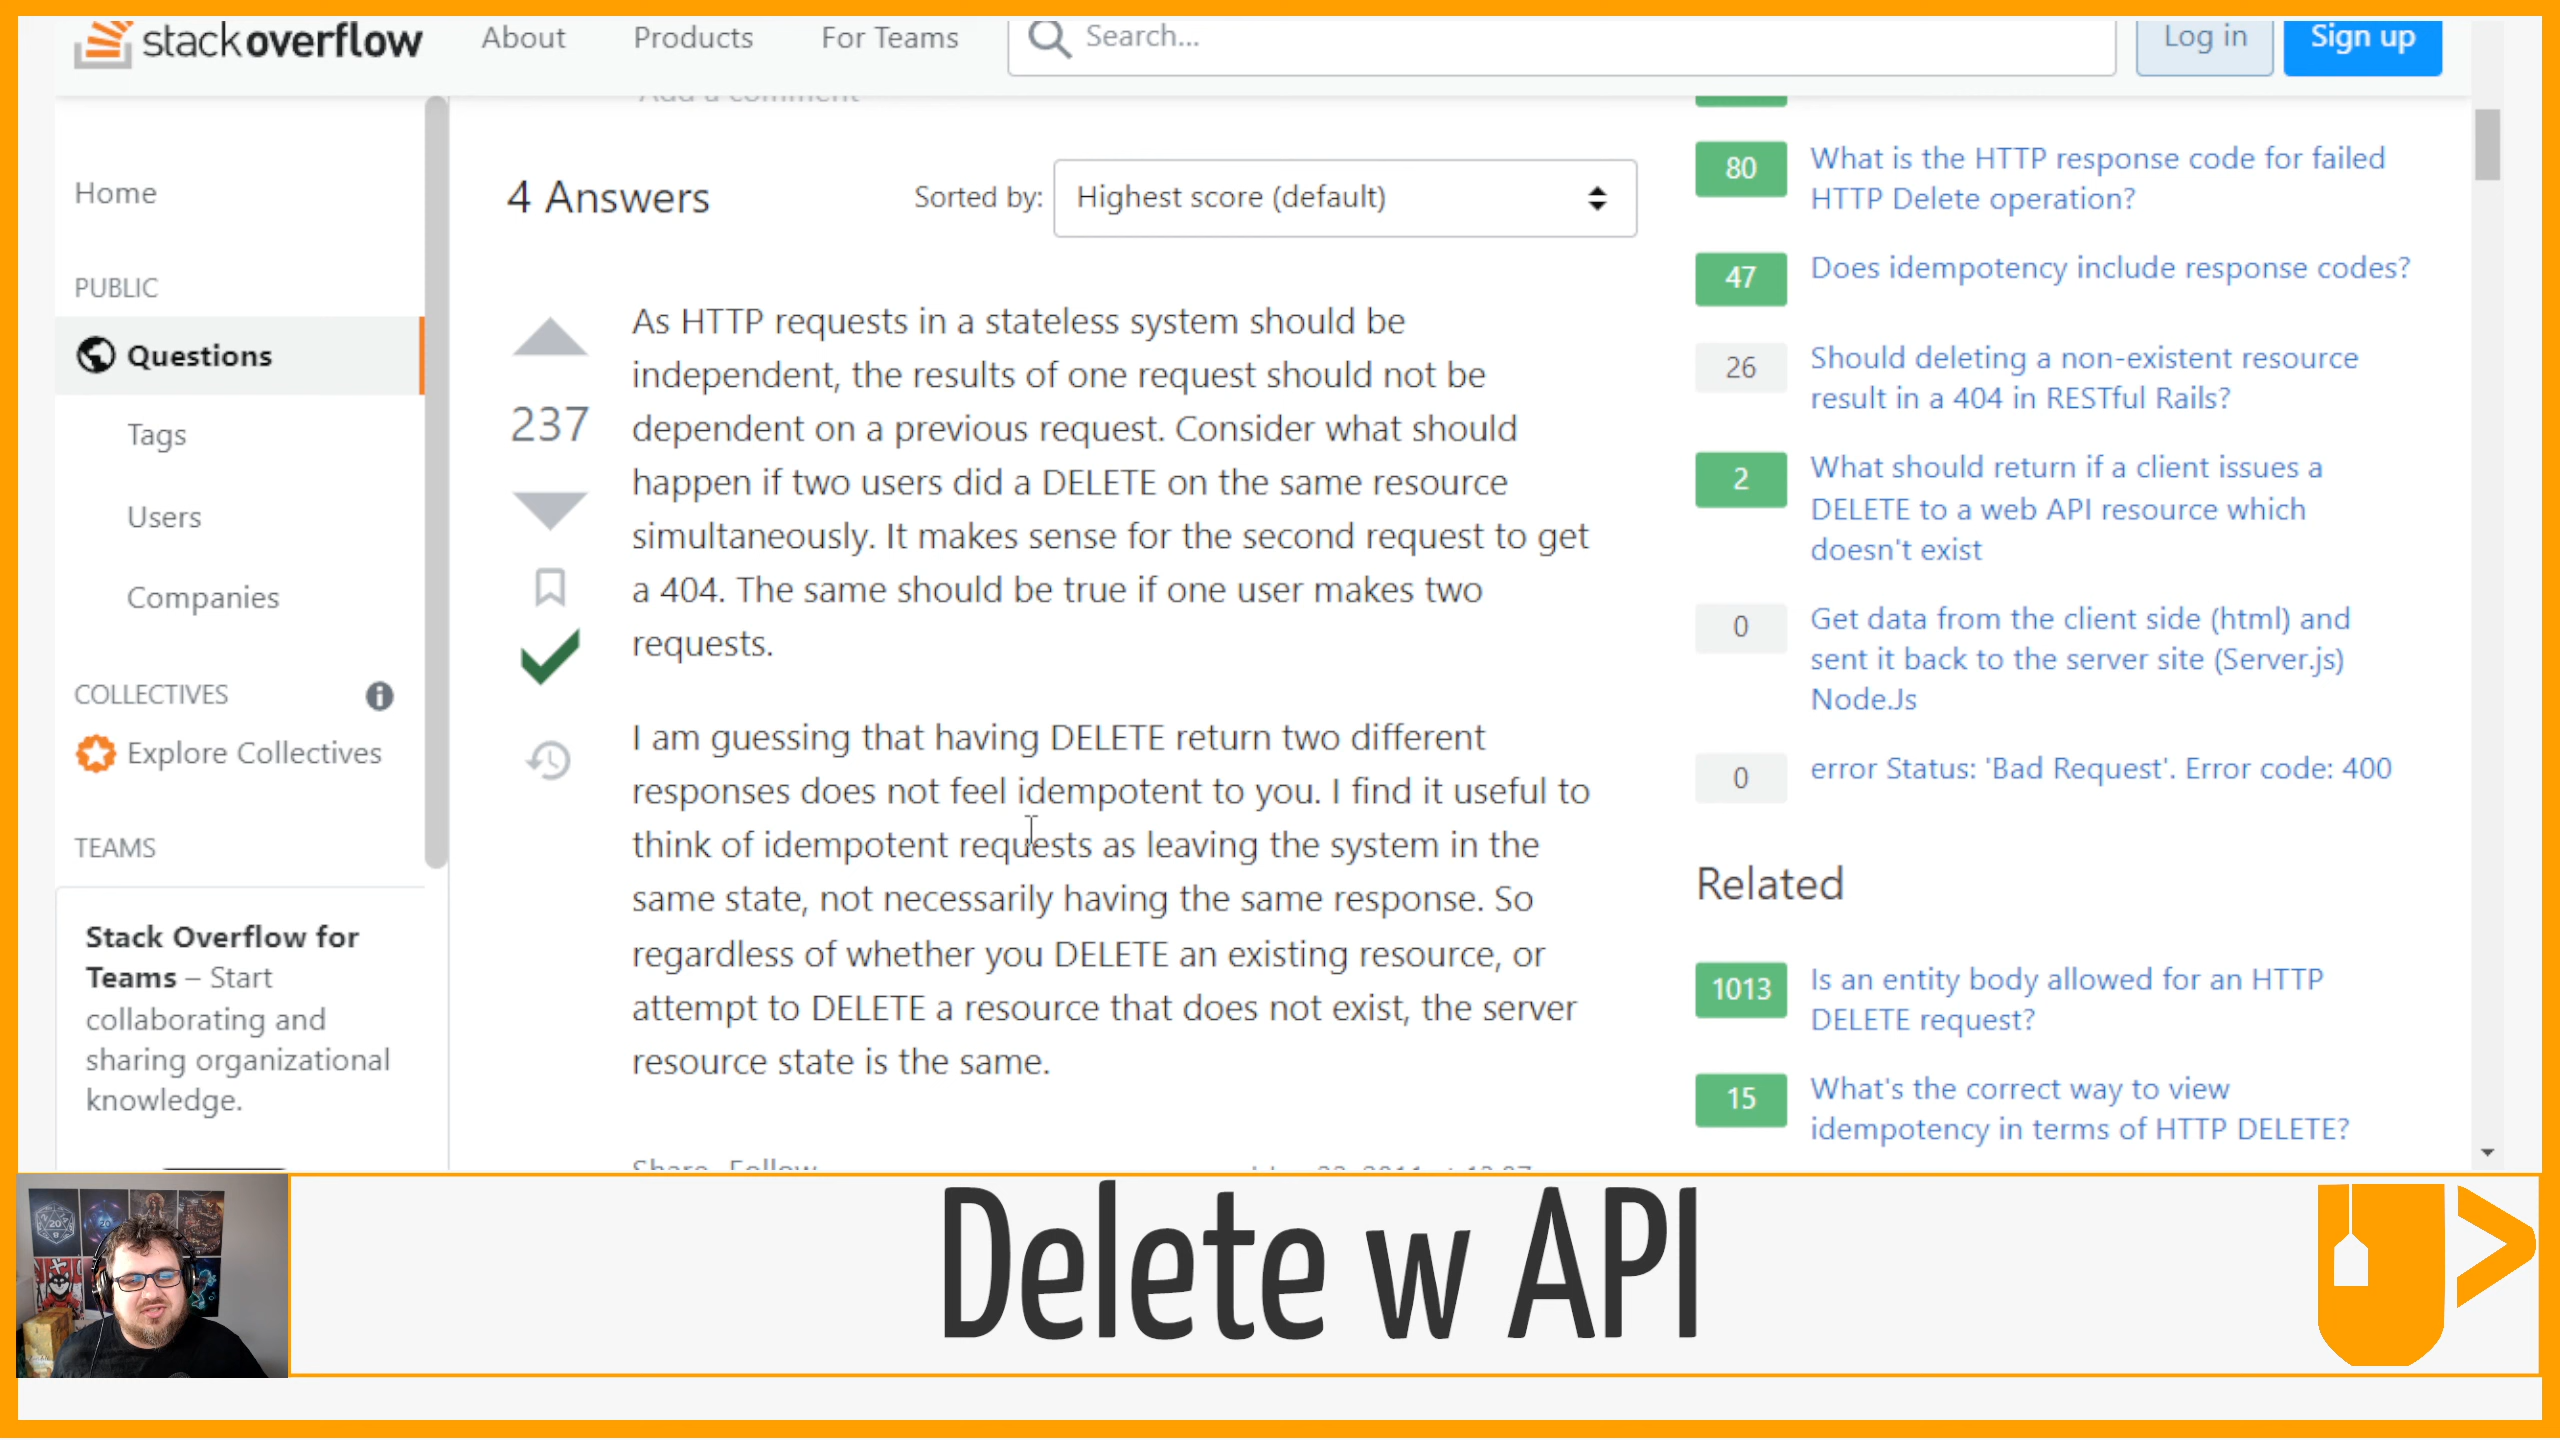 stackoverflow
About
Products
For Teams
Search...
Log in
Sign up
Add a comment
Home
PUBLIC
Questions
Tags
Users
Companies
COLLECTIVES
Explore Collectives
TEAMS
Stack Overflow for
Teams – Start
collaborating and
sharing organizational
knowledge.
4 Answers
Sorted by:
Highest score (default)
237
As HTTP requests in a stateless system should be
independent, the results of one request should not be
dependent on a previous request. Consider what should
happen if two users did a DELETE on the same resource
simultaneously. It makes sense for the second request to get
a 404. The same should be true if one user makes two
requests.
I am guessing that having DELETE return two different
responses does not feel idempotent to you. I find it useful to
think of idempotent requests as leaving the system in the
same state, not necessarily having the same response. So
regardless of whether you DELETE an existing resource, or
attempt to DELETE a resource that does not exist, the server
resource state is the same.
Share Follow
80
What is the HTTP response code for failed
HTTP Delete operation?
47
Does idempotency include response codes?
26
Should deleting a non-existent resource
result in a 404 in RESTful Rails?
2
What should return if a client issues a
DELETE to a web API resource which
doesn't exist
0
Get data from the client side (html) and
sent it back to the server site (Server.js)
Node.Js
0
error Status: 'Bad Request'. Error code: 400
Related
1013
Is an entity body allowed for an HTTP
DELETE request?
15
What's the correct way to view
idempotency in terms of HTTP DELETE?
Delete w API